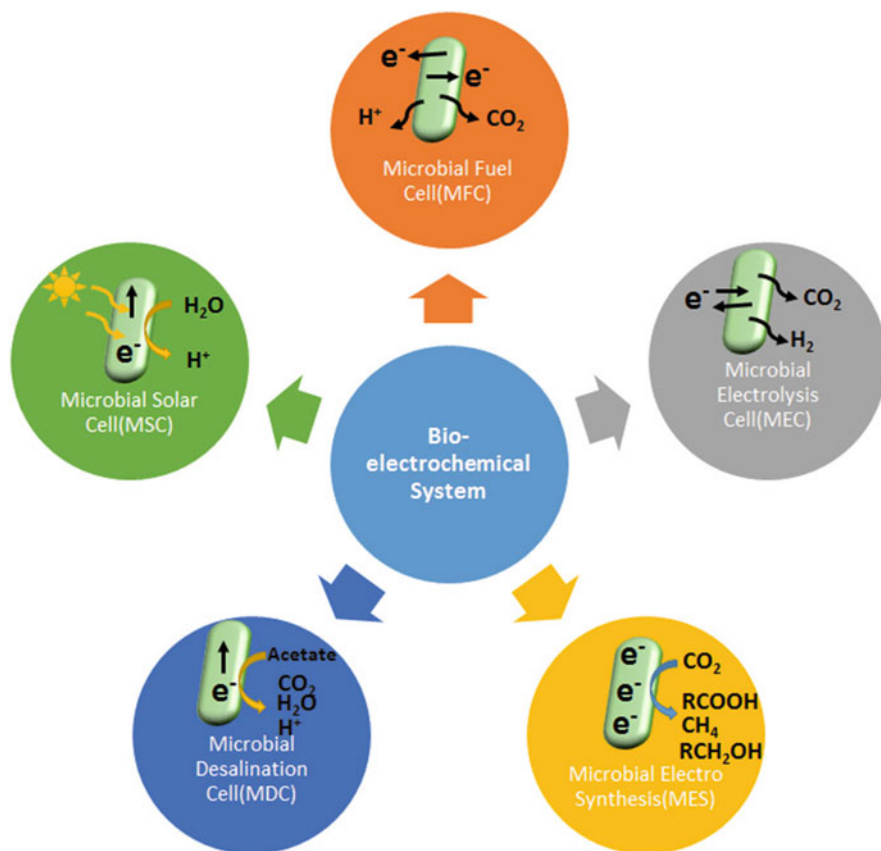 e⁻
e⁻
H⁺
CO₂
Microbial Fuel
Cell(MFC)
H₂O
e⁻
H⁺
Microbial Solar
Cell(MSC)
e⁻
CO₂
H₂
Microbial
Electrolysis
Cell(MEC)
Bio-
electrochemical
System
Acetate
e⁻
CO₂
H₂O
H⁺
Microbial
Desalination
Cell(MDC)
e⁻
e⁻
e⁻
CO₂
RCOOH
CH₄
RCH₂OH
Microbial Electro
Synthesis(MES)